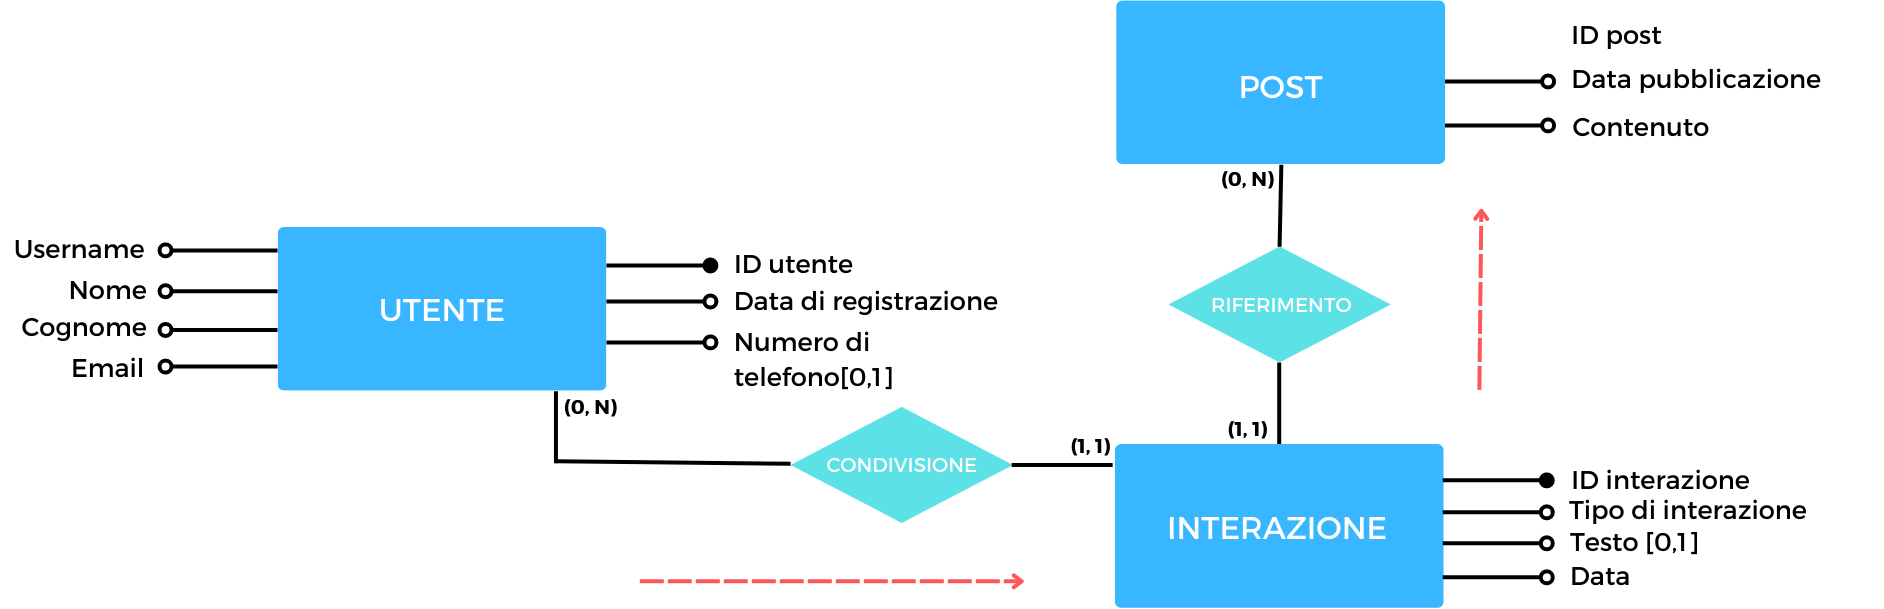 POST
ID post
Data pubblicazione
Contenuto
(0, N)
RIFERIMENTO
(1, 1)
Username
Nome
Cognome
Email
UTENTE
ID utente
Data di registrazione
Numero di
telefono[0,1]
(0, N)
CONDIVISIONE
(1, 1)
INTERAZIONE
ID interazione
Tipo di interazione
Testo [0,1]
Data